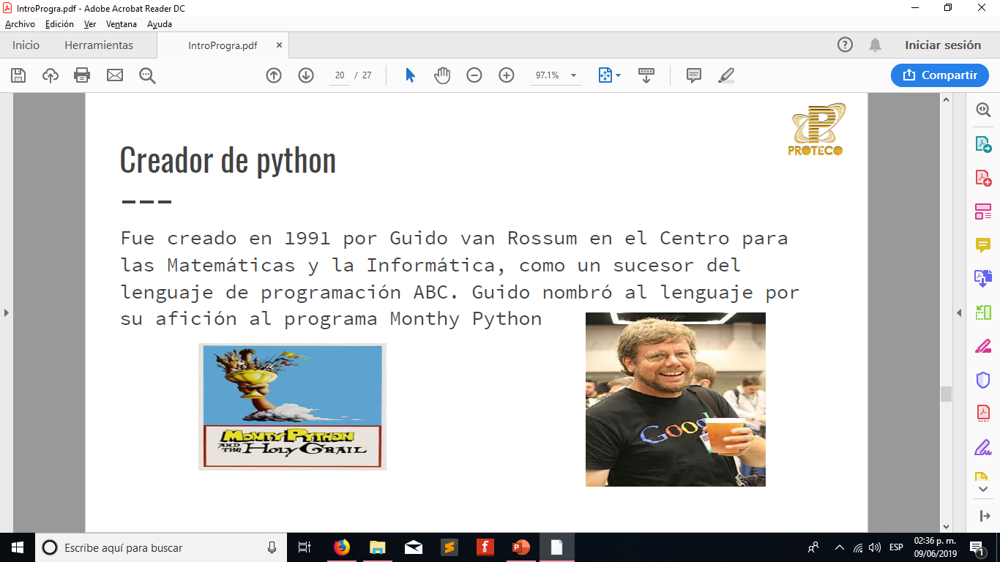 IntroProgra.pdf - Adobe Acrobat Reader DC
Archivo Edición Ver Ventana Ayuda
Inicio Herramientas IntroProgra.pdf × Iniciar sesión
20 / 27 97.1% Compartir
PROTECO
Creador de python
Fue creado en 1991 por Guido van Rossum en el Centro para
las Matemáticas y la Informática, como un sucesor del
lenguaje de programación ABC. Guido nombró al lenguaje por
su afición al programa Monthy Python
MONTY PYTHON
AND THE HOLY GRAIL
Google
Escribe aquí para buscar
ESP
02:36 p. m.
09/06/2019
1